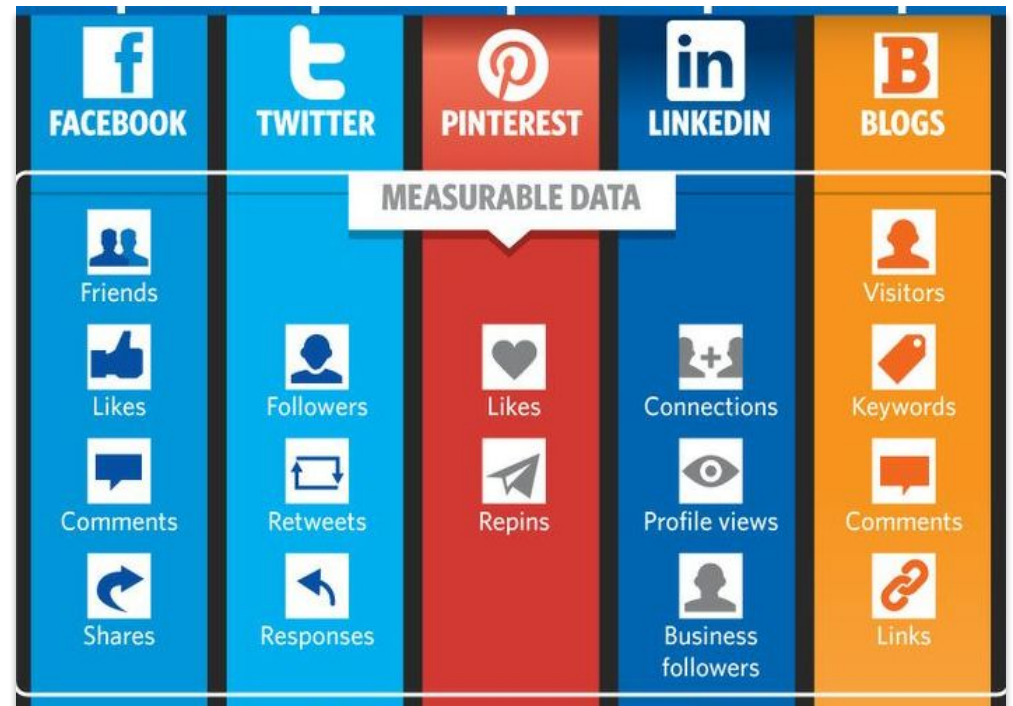 FACEBOOK
TWITTER
PINTEREST
in
LINKEDIN
B
BLOGS
MEASURABLE DATA
Friends
Visitors
Likes
Followers
Likes
Connections
Keywords
Comments
Retweets
Repins
Profile views
Comments
Shares
Responses
Business
followers
Links